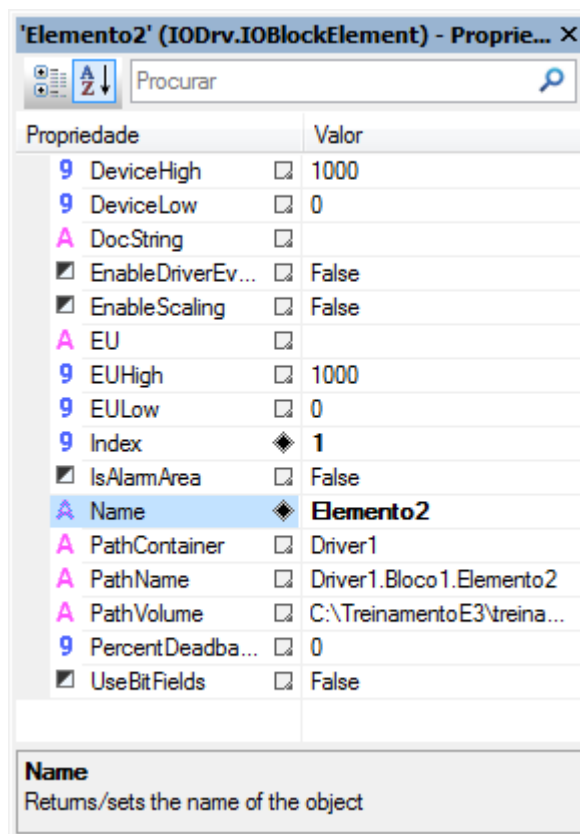 'Elemento2' (IODrv.IOBlockElement) - Proprie...
Procurar
Propriedade Valor
DeviceHigh 1000
DeviceLow 0
DocString
EnableDriverEv... False
EnableScaling False
EU
EUHigh 1000
EULow 0
Index 1
IsAlarmArea False
Name Elemento2
PathContainer Driver1
PathName Driver1.Bloco1.Elemento2
PathVolume C:\TreinamentoE3\treina...
PercentDeadba... 0
UseBitFields False
Name
Returns/sets the name of the object